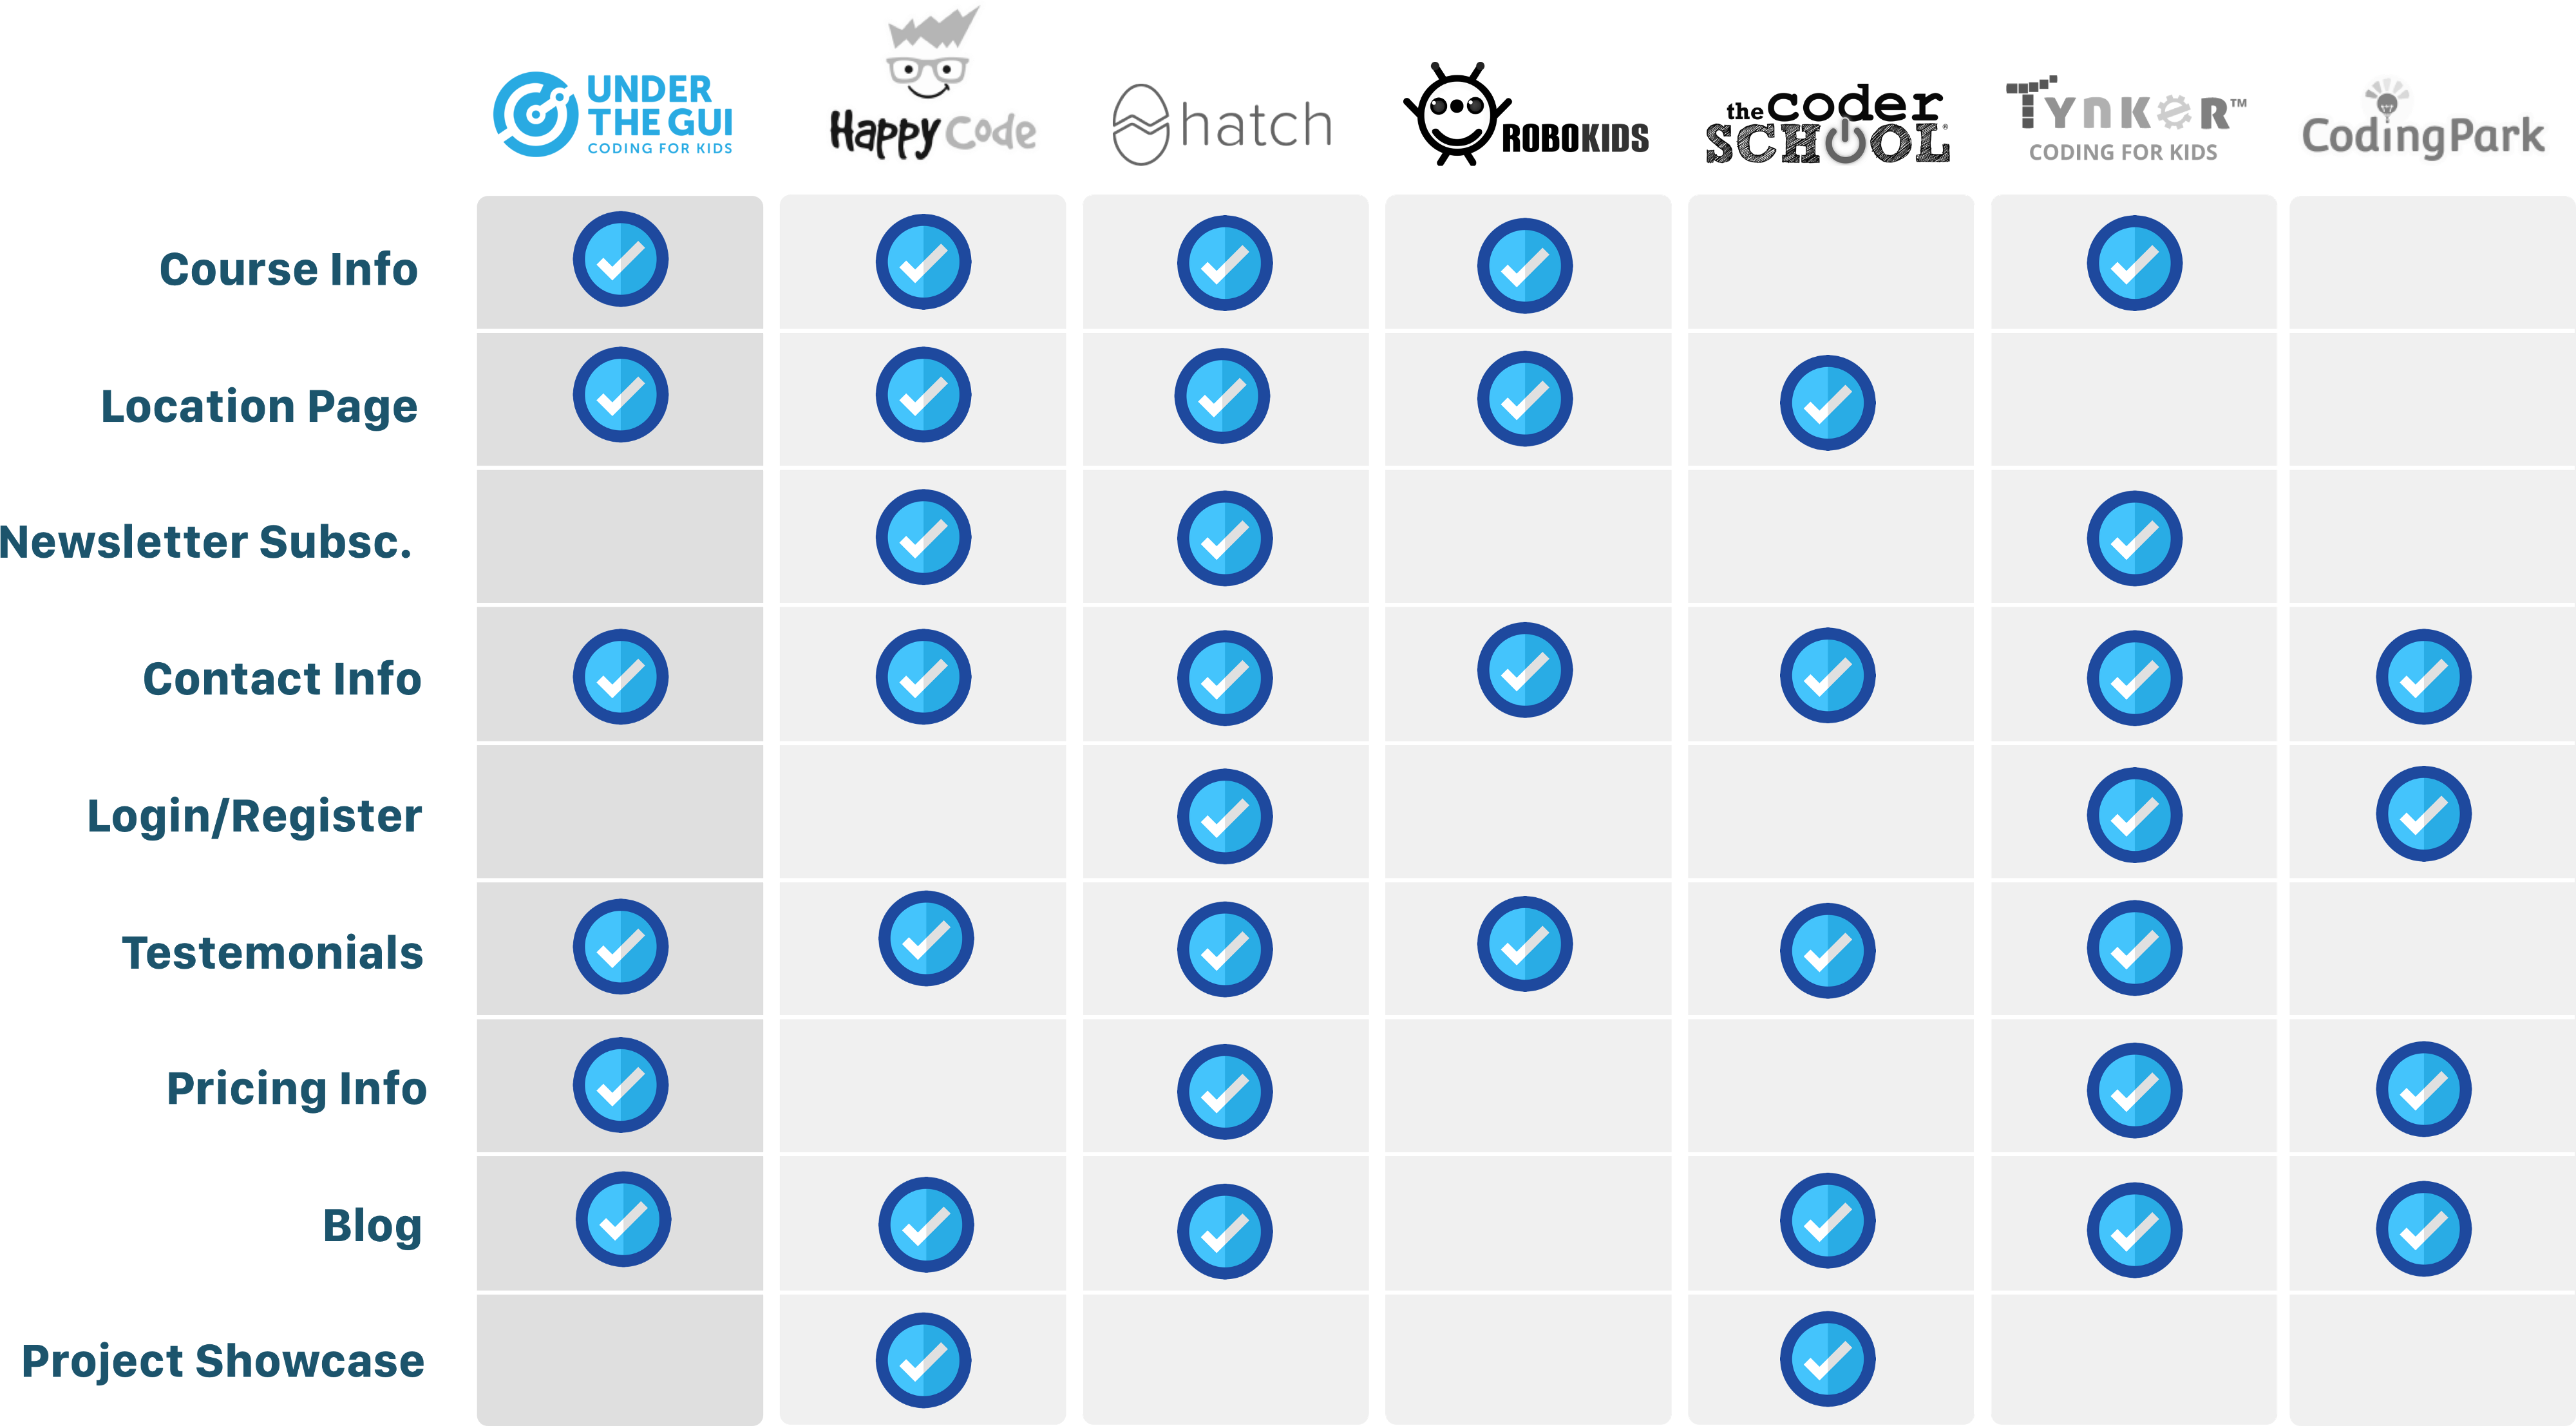 UNDER
THE GUI
CODING FOR KIDS
Happy Code
hatch
ROBOKIDS
the coder
SCHOOL
TYNKER™
CODING FOR KIDS
CodingPark
Course Info
Location Page
Newsletter Subsc.
Contact Info
Login/Register
Testemonials
Pricing Info
Blog
Project Showcase